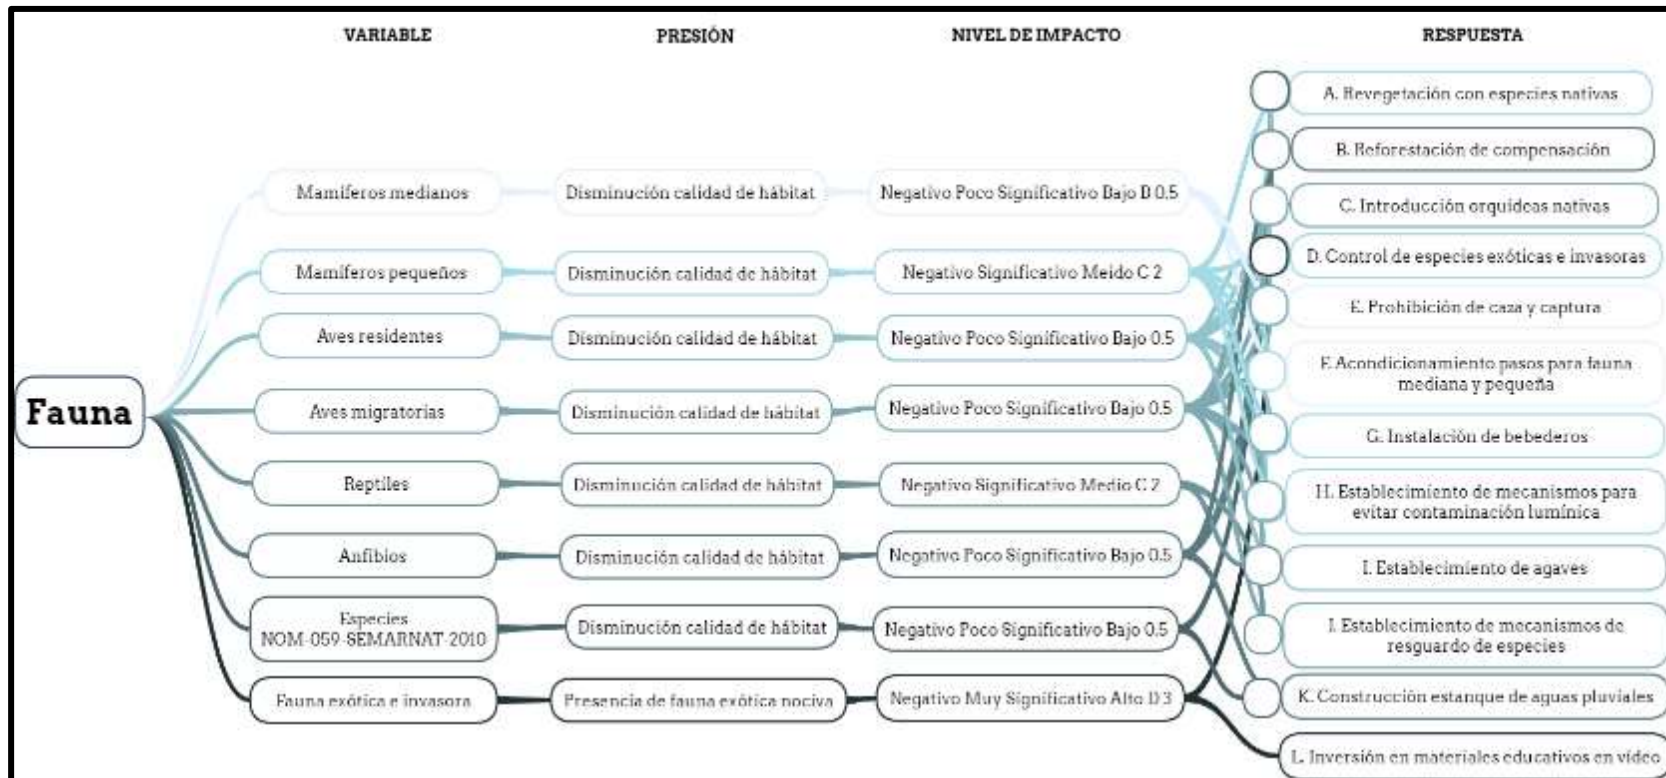 VARIABLE
PRESIÓN
NIVEL DE IMPACTO
RESPUESTA
Fauna
Mamíferos medianos
Disminución calidad de hábitat
Negativo Poco Significativo Bajo B 0.5
Mamíferos pequeños
Disminución calidad de hábitat
Negativo Significativo Meido C 2
Aves residentes
Disminución calidad de hábitat
Negativo Poco Significativo Bajo 0.5
Aves migratorias
Disminución calidad de hábitat
Negativo Poco Significativo Bajo 0.5
Reptiles
Disminución calidad de hábitat
Negativo Significativo Medio C 2
Anfibios
Disminución calidad de hábitat
Negativo Poco Significativo Bajo 0.5
Especies
NOM-059-SEMARNAT-2010
Disminución calidad de hábitat
Negativo Poco Significativo Bajo 0.5
Fauna exótica e invasora
Presencia de fauna exótica nociva
Negativo Muy Significativo Alto D 3
A. Revegetación con especies nativas
B. Reforestación de compensación
C. Introducción orquídeas nativas
D. Control de especies exóticas e invasoras
E. Prohibición de caza y captura
F. Acondicionamiento pasos para fauna
mediana y pequeña
G. Instalación de bebederos
H. Establecimiento de mecanismos para
evitar contaminación lumínica
I. Establecimiento de agaves
J. Establecimiento de mecanismos de
resguardo de especies
K. Construcción estanque de aguas pluviales
L. Inversión en materiales educativos en vídeo